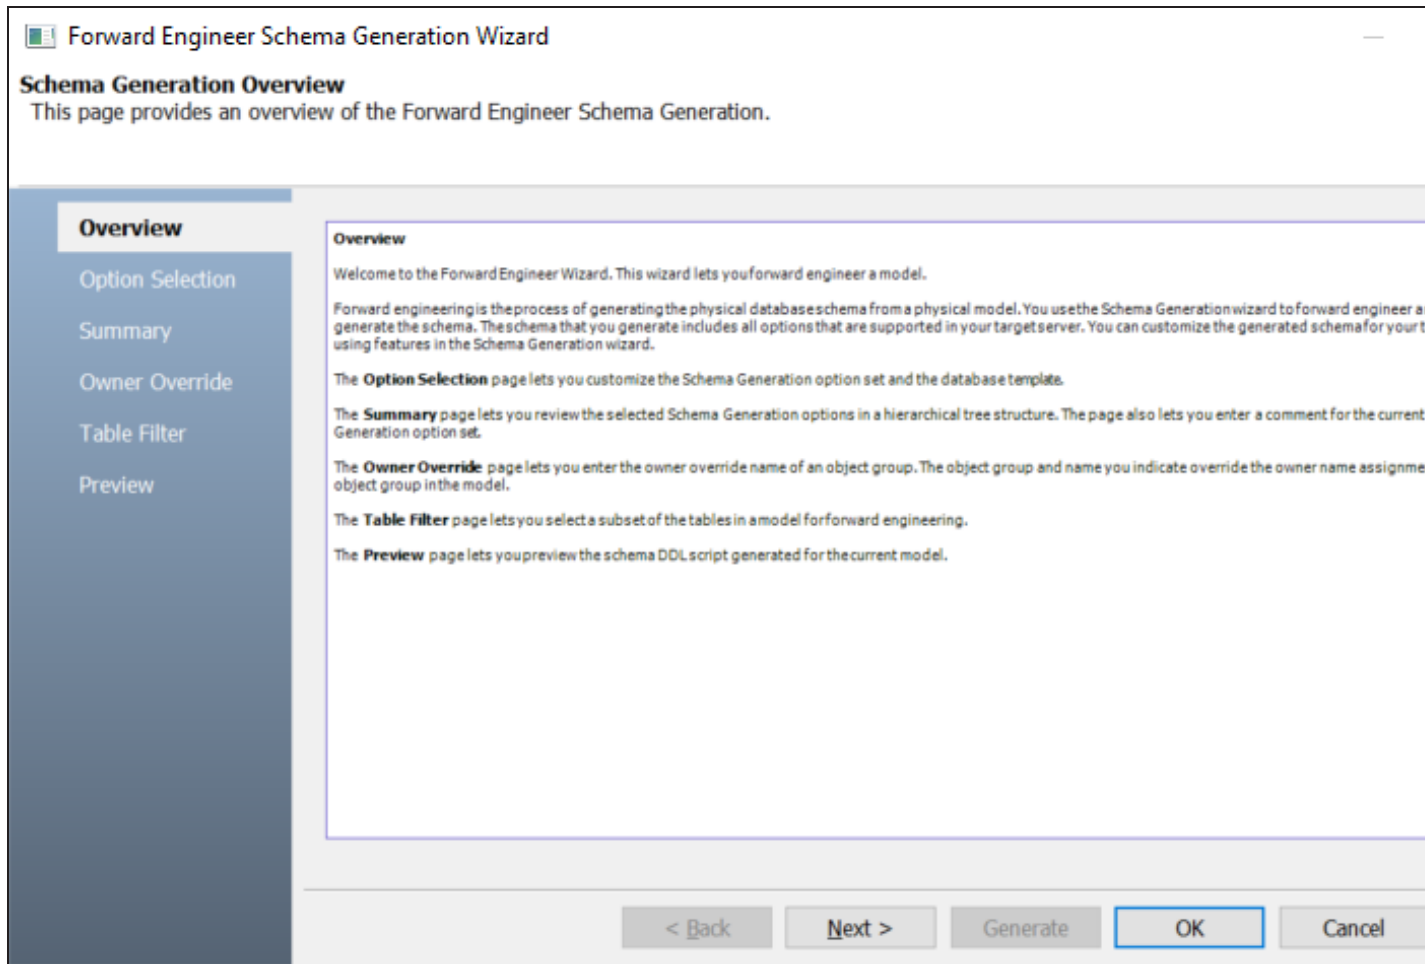 Forward Engineer Schema Generation Wizard
Schema Generation Overview
This page provides an overview of the Forward Engineer Schema Generation.
Overview
Option Selection
Summary
Owner Override
Table Filter
Preview
Overview
Welcome to the Forward Engineer Wizard. This wizard lets you forward engineer a model.
Forward engineering is the process of generating the physical database schema from a physical model. You use the Schema Generation wizard to forward engineer
generate the schema. The schema that you generate includes all options that are supported in your target server. You can customize the generated schema for your
using features in the Schema Generation wizard.
The Option Selection page lets you customize the Schema Generation option set and the database template.
The Summary page lets you review the selected Schema Generation options in a hierarchical tree structure. The page also lets you enter a comment for the current
Generation option set.
The Owner Override page lets you enter the owner override name of an object group. The object group and name you indicate override the owner name
object group in the model.
The Table Filter page lets you select a subset of the tables in a model for forward engineering.
The Preview page lets you preview the schema DDL script generated for the current model.
< Back
Next >
Generate
OK
Cancel